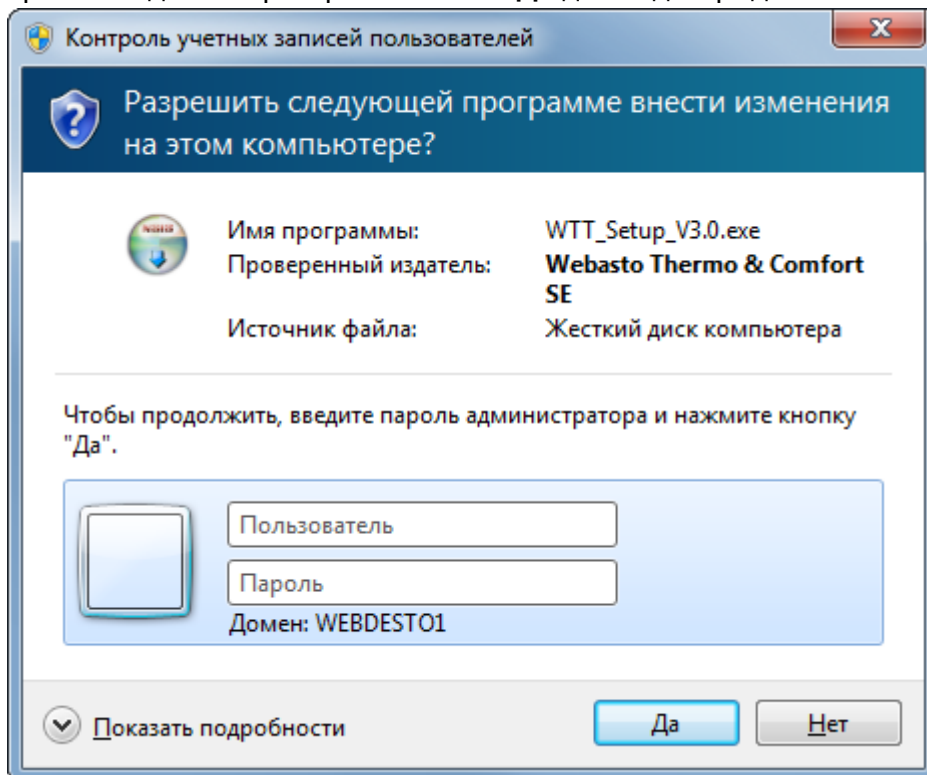 Контроль учетных записей пользователей
Разрешить следующей программе внести изменения
на этом компьютере?
Имя программы: WTT_Setup_V3.0.exe
Проверенный издатель: Webasto Thermo & Comfort
SE
Источник файла: Жесткий диск компьютера
Чтобы продолжить, введите пароль администратора и нажмите кнопку
"Да".
Пользователь
Пароль
Домен: WEBDESTO1
Показать подробности
Да
Нет